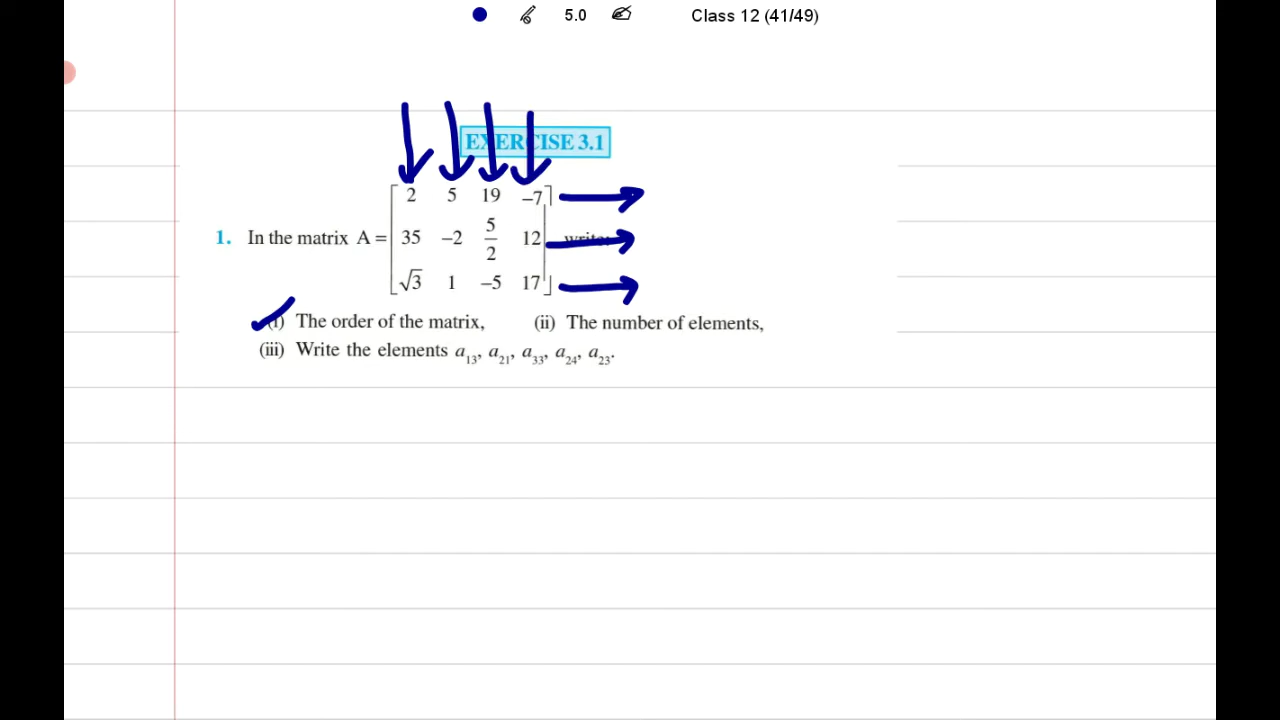 5.0 Class 12 (41/49)
EXERCISE 3.1
1. In the matrix A = [2 5 19 –7
35 –2 5/2 12
√3 1 –5 17] write:
(i) The order of the matrix, (ii) The number of elements,
(iii) Write the elements a₁₃, a₂₁, a₃₃, a₂₄, a₂₃.